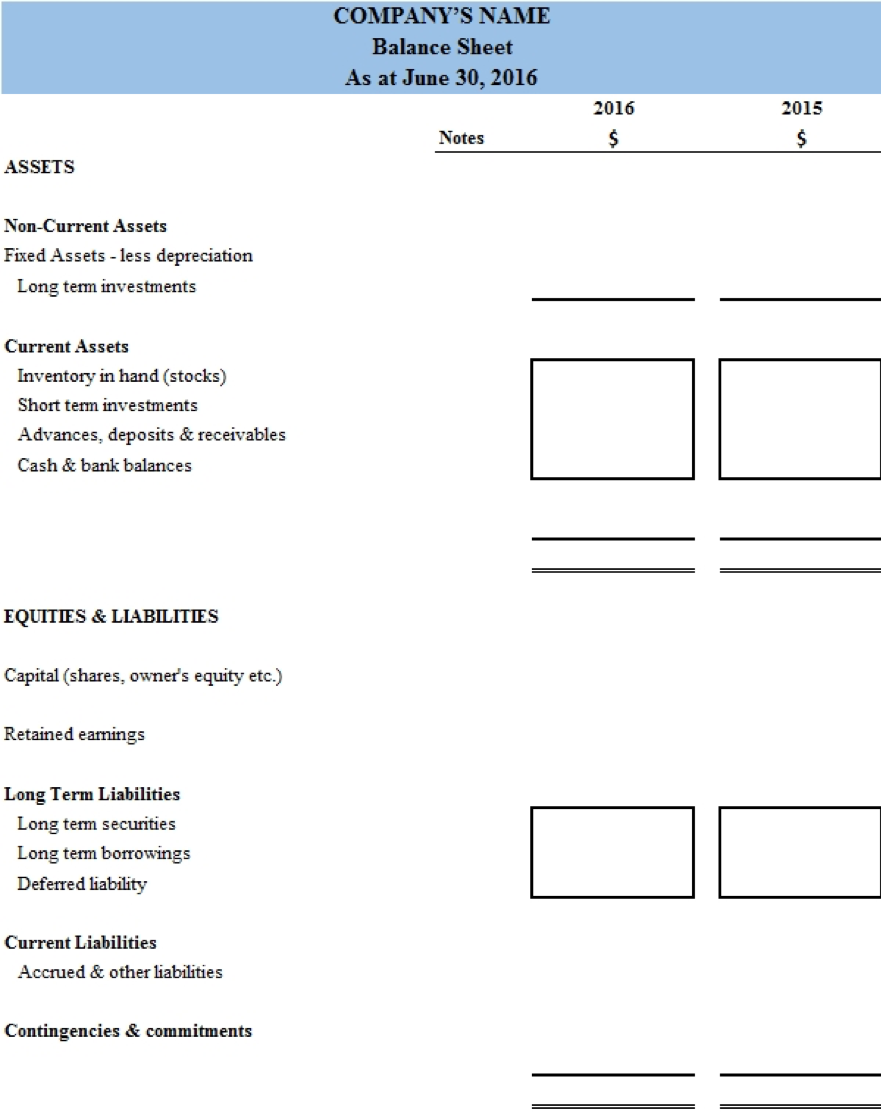 COMPANY’S NAME
Balance Sheet
As at June 30, 2016
2016 2015
Notes $ $
ASSETS
Non-Current Assets
Fixed Assets - less depreciation
Long term investments
Current Assets
Inventory in hand (stocks)
Short term investments
Advances, deposits & receivables
Cash & bank balances
EQUITIES & LIABILITIES
Capital (shares, owner's equity etc.)
Retained earnings
Long Term Liabilities
Long term securities
Long term borrowings
Deferred liability
Current Liabilities
Accrued & other liabilities
Contingencies & commitments